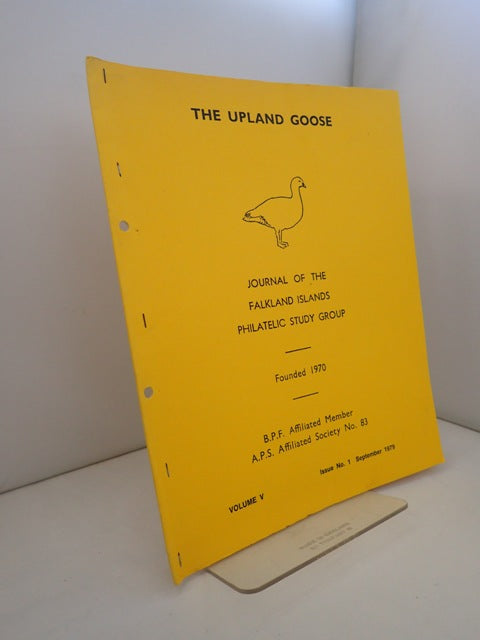 THE UPLAND GOOSE
JOURNAL OF THE
FALKLAND ISLANDS
PHILATELIC STUDY GROUP
Founded 1970
B.P.F. Affiliated Member
A.P.S. Affiliated Society No. 83
VOLUME V
Issue No. 1 September 1979